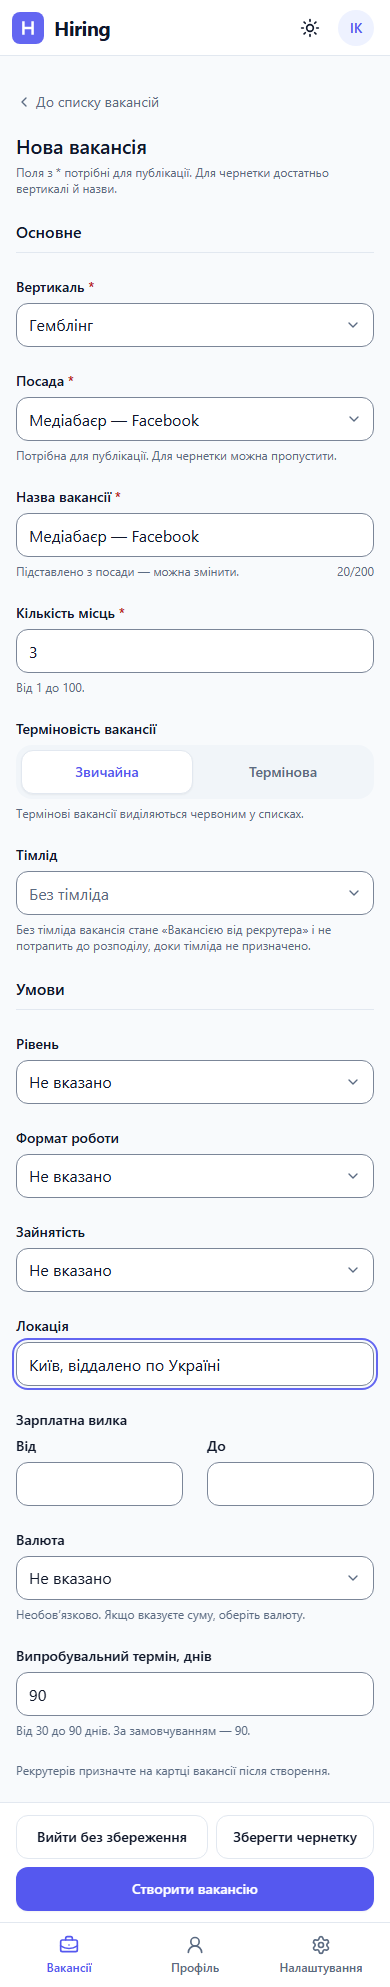 H Hiring
ІК
До списку вакансій
Нова вакансія
Поля з * потрібні для публікації. Для чернетки достатньо
вертикалі й назви.
Основне
Вертикаль *
Гемблінг
Посада *
Медіабаєр — Facebook
Потрібна для публікації. Для чернетки можна пропустити.
Назва вакансії *
Медіабаєр — Facebook
Підставлено з посади — можна змінити.
20/200
Кількість місць *
3
Від 1 до 100.
Терміновість вакансії
Звичайна
Термінова
Термінові вакансії виділяються червоним у списках.
Тімлід
Без тімліда
Без тімліда вакансія стане «Вакансією від рекрутера» і не
потрапить до розподілу, доки тімліда не призначено.
Умови
Рівень
Не вказано
Формат роботи
Не вказано
Зайнятість
Не вказано
Локація
Київ, віддалено по Україні
Зарплатна вилка
Від
До
Валюта
Не вказано
Необов'язково. Якщо вказуєте суму, оберіть валюту.
Випробувальний термін, днів
90
Від 30 до 90 днів. За замовчуванням — 90.
Рекрутерів призначте на картці вакансії після створення.
Вийти без збереження
Зберегти чернетку
Створити вакансію
Вакансії
Профіль
Налаштування